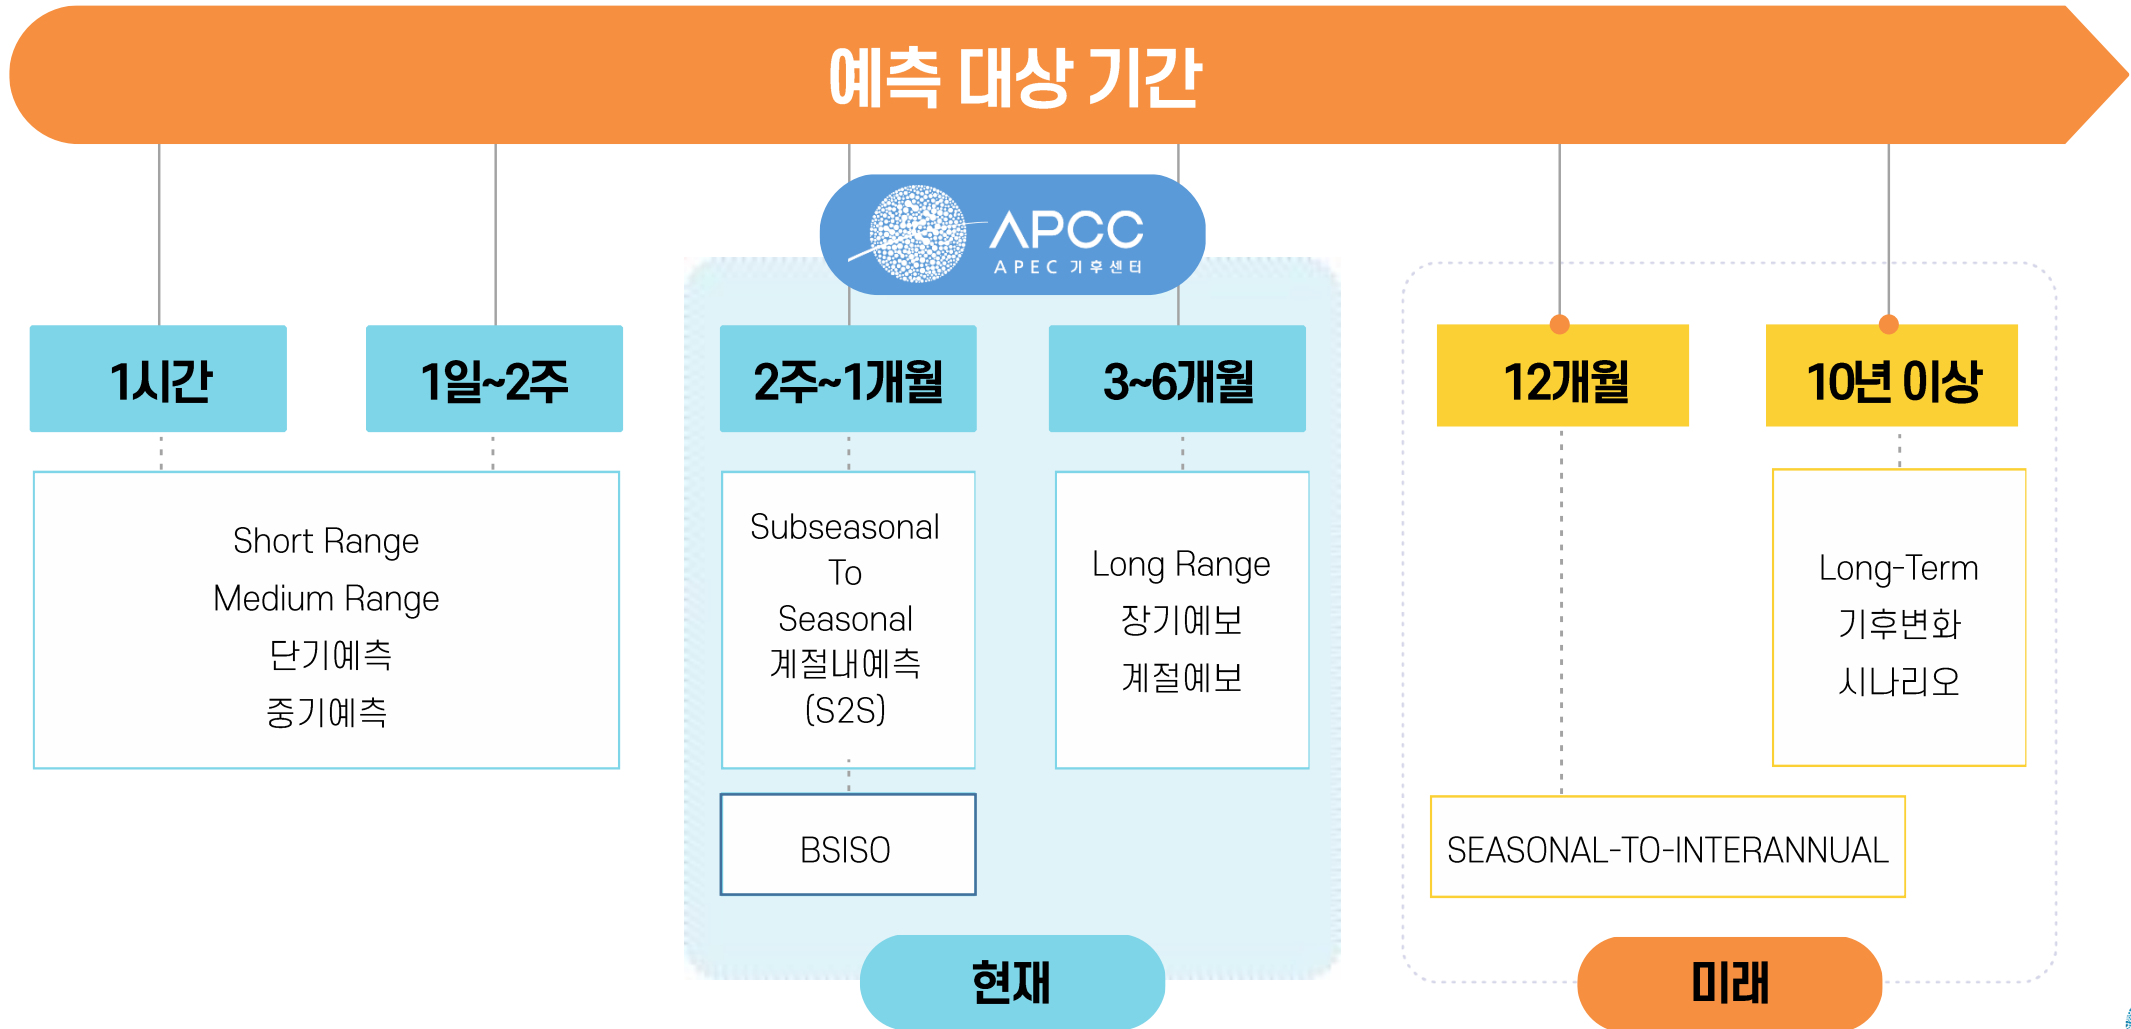 예측 대상 기간
APCC
APEC 기후센터
1시간
1일~2주
2주~1개월
3~6개월
12개월
10년 이상
Short Range
Medium Range
단기예측
중기예측
Subseasonal
To
Seasonal
계절내예측
(S2S)
Long Range
장기예보
계절예보
Long-Term
기후변화
시나리오
BSISO
SEASONAL-TO-INTERANNUAL
현재
미래